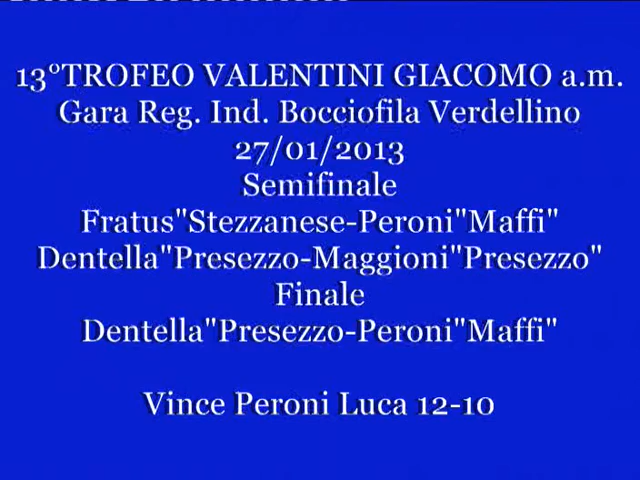 13°TROFEO VALENTINI GIACOMO a.m.
Gara Reg. Ind. Bocciofila Verdellino
27/01/2013
Semifinale
Fratus"Stezzanese-Peroni"Maffi"
Dentella"Presezzo-Maggioni"Presezzo"
Finale
Dentella"Presezzo-Peroni"Maffi"
Vince Peroni Luca 12-10